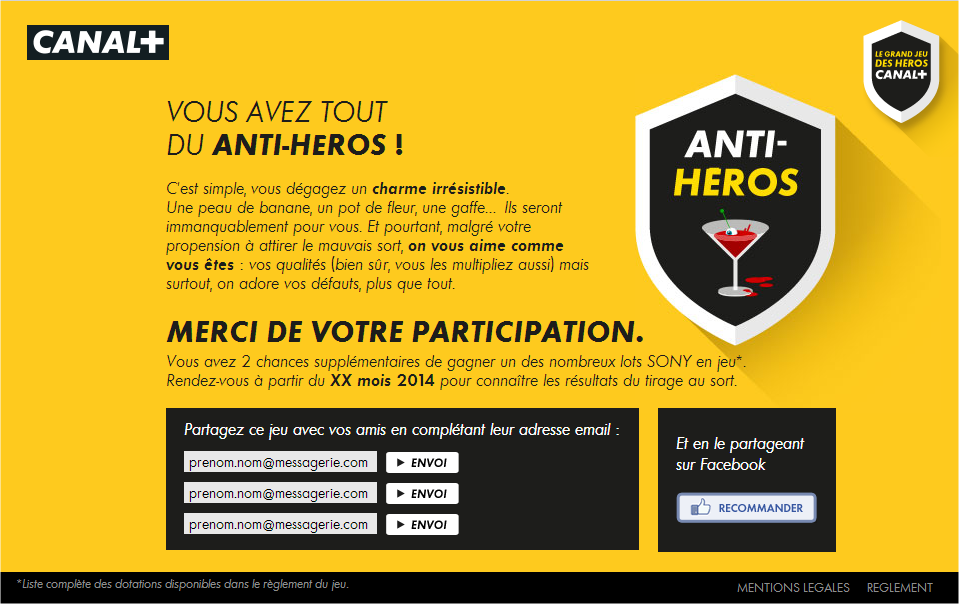 CANAL+
LE GRAND JEU
DES HEROS
CANAL+
VOUS AVEZ TOUT
DU ANTI-HEROS !
ANTI-
HEROS
C'est simple, vous dégagez un charme irrésistible.
Une peau de banane, un pot de fleur, une gaffe... Ils seront
immanquablement pour vous. Et pourtant, malgré votre
propension à attirer le mauvais sort, on vous aime comme
vous êtes : vos qualités (bien sûr, vous les multipliez aussi) mais
surtout, on adore vos défauts, plus que tout.
MERCI DE VOTRE PARTICIPATION.
Vous avez 2 chances supplémentaires de gagner un des nombreux lots SONY en jeu*.
Rendez-vous à partir du XX mois 2014 pour connaître les résultats du tirage au sort.
Partagez ce jeu avec vos amis en complétant leur adresse email :
prenom.nom@messagerie.com ENVOI
prenom.nom@messagerie.com ENVOI
prenom.nom@messagerie.com ENVOI
Et en le partageant
sur Facebook
RECOMMANDER
*Liste complète des dotations disponibles dans le règlement du jeu.
MENTIONS LEGALES REGLEMENT